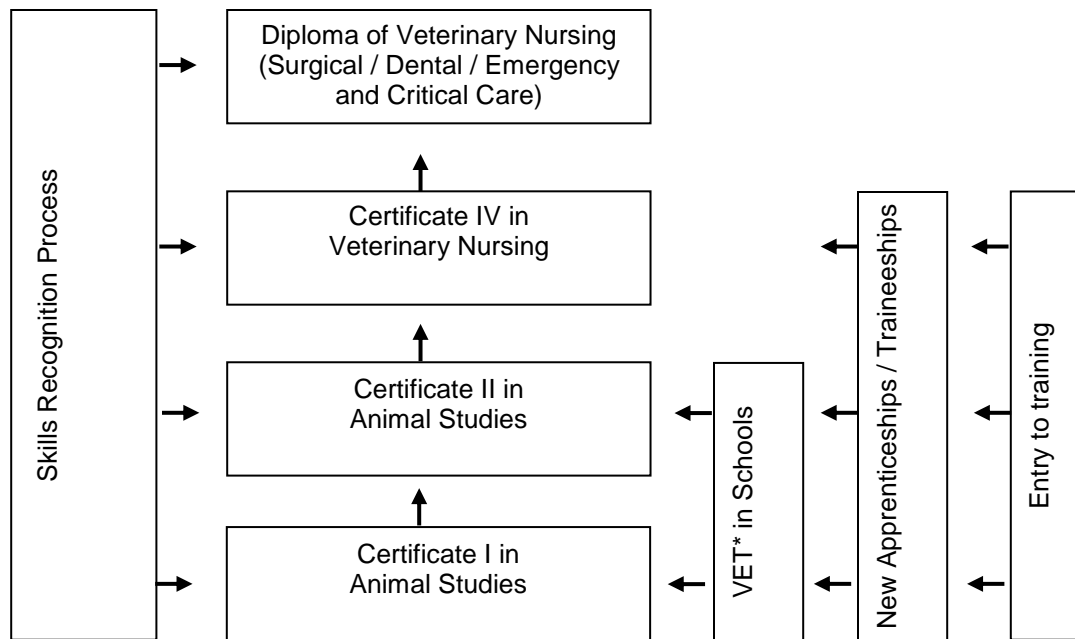 Skills Recognition Process
Diploma of Veterinary Nursing
(Surgical / Dental / Emergency
and Critical Care)
Certificate IV in
Veterinary Nursing
Certificate II in
Animal Studies
Certificate I in
Animal Studies
VET* in Schools
New Apprenticeships / Traineeships
Entry to training